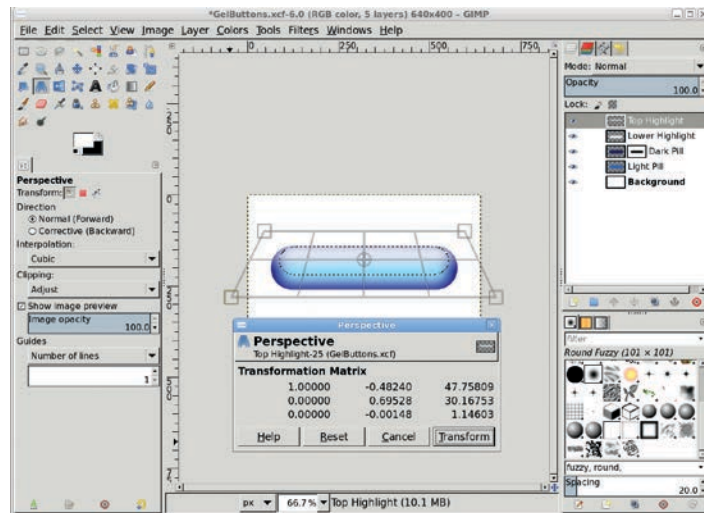 *GelButtons.xcf-6.0 (RGB color, 5 layers) 640x400 – GIMP
File Edit Select View Image Layer Colors Tools Filters Windows Help
0 250 500 750
Mode: Normal
Opacity 100.0
Lock:
Top Highlight
Lower Highlight
Dark Pill
Light Pill
Background
Perspective
Transform:
Direction
Normal (Forward)
Corrective (Backward)
Interpolation:
Cubic
Clipping:
Adjust
Show image preview
Image opacity 100.0
Guides
Number of lines
1
Perspective
Perspective
Top Highlight-25 (GelButtons.xcf)
Transformation Matrix
1.00000 -0.48240 47.75809
0.00000 0.69528 30.16753
0.00000 -0.00148 1.14603
Help Reset Cancel Transform
filter
Round Fuzzy (101 × 101)
fuzzy, round,
Spacing 20.0
px 66.7% Top Highlight (10.1 MB)